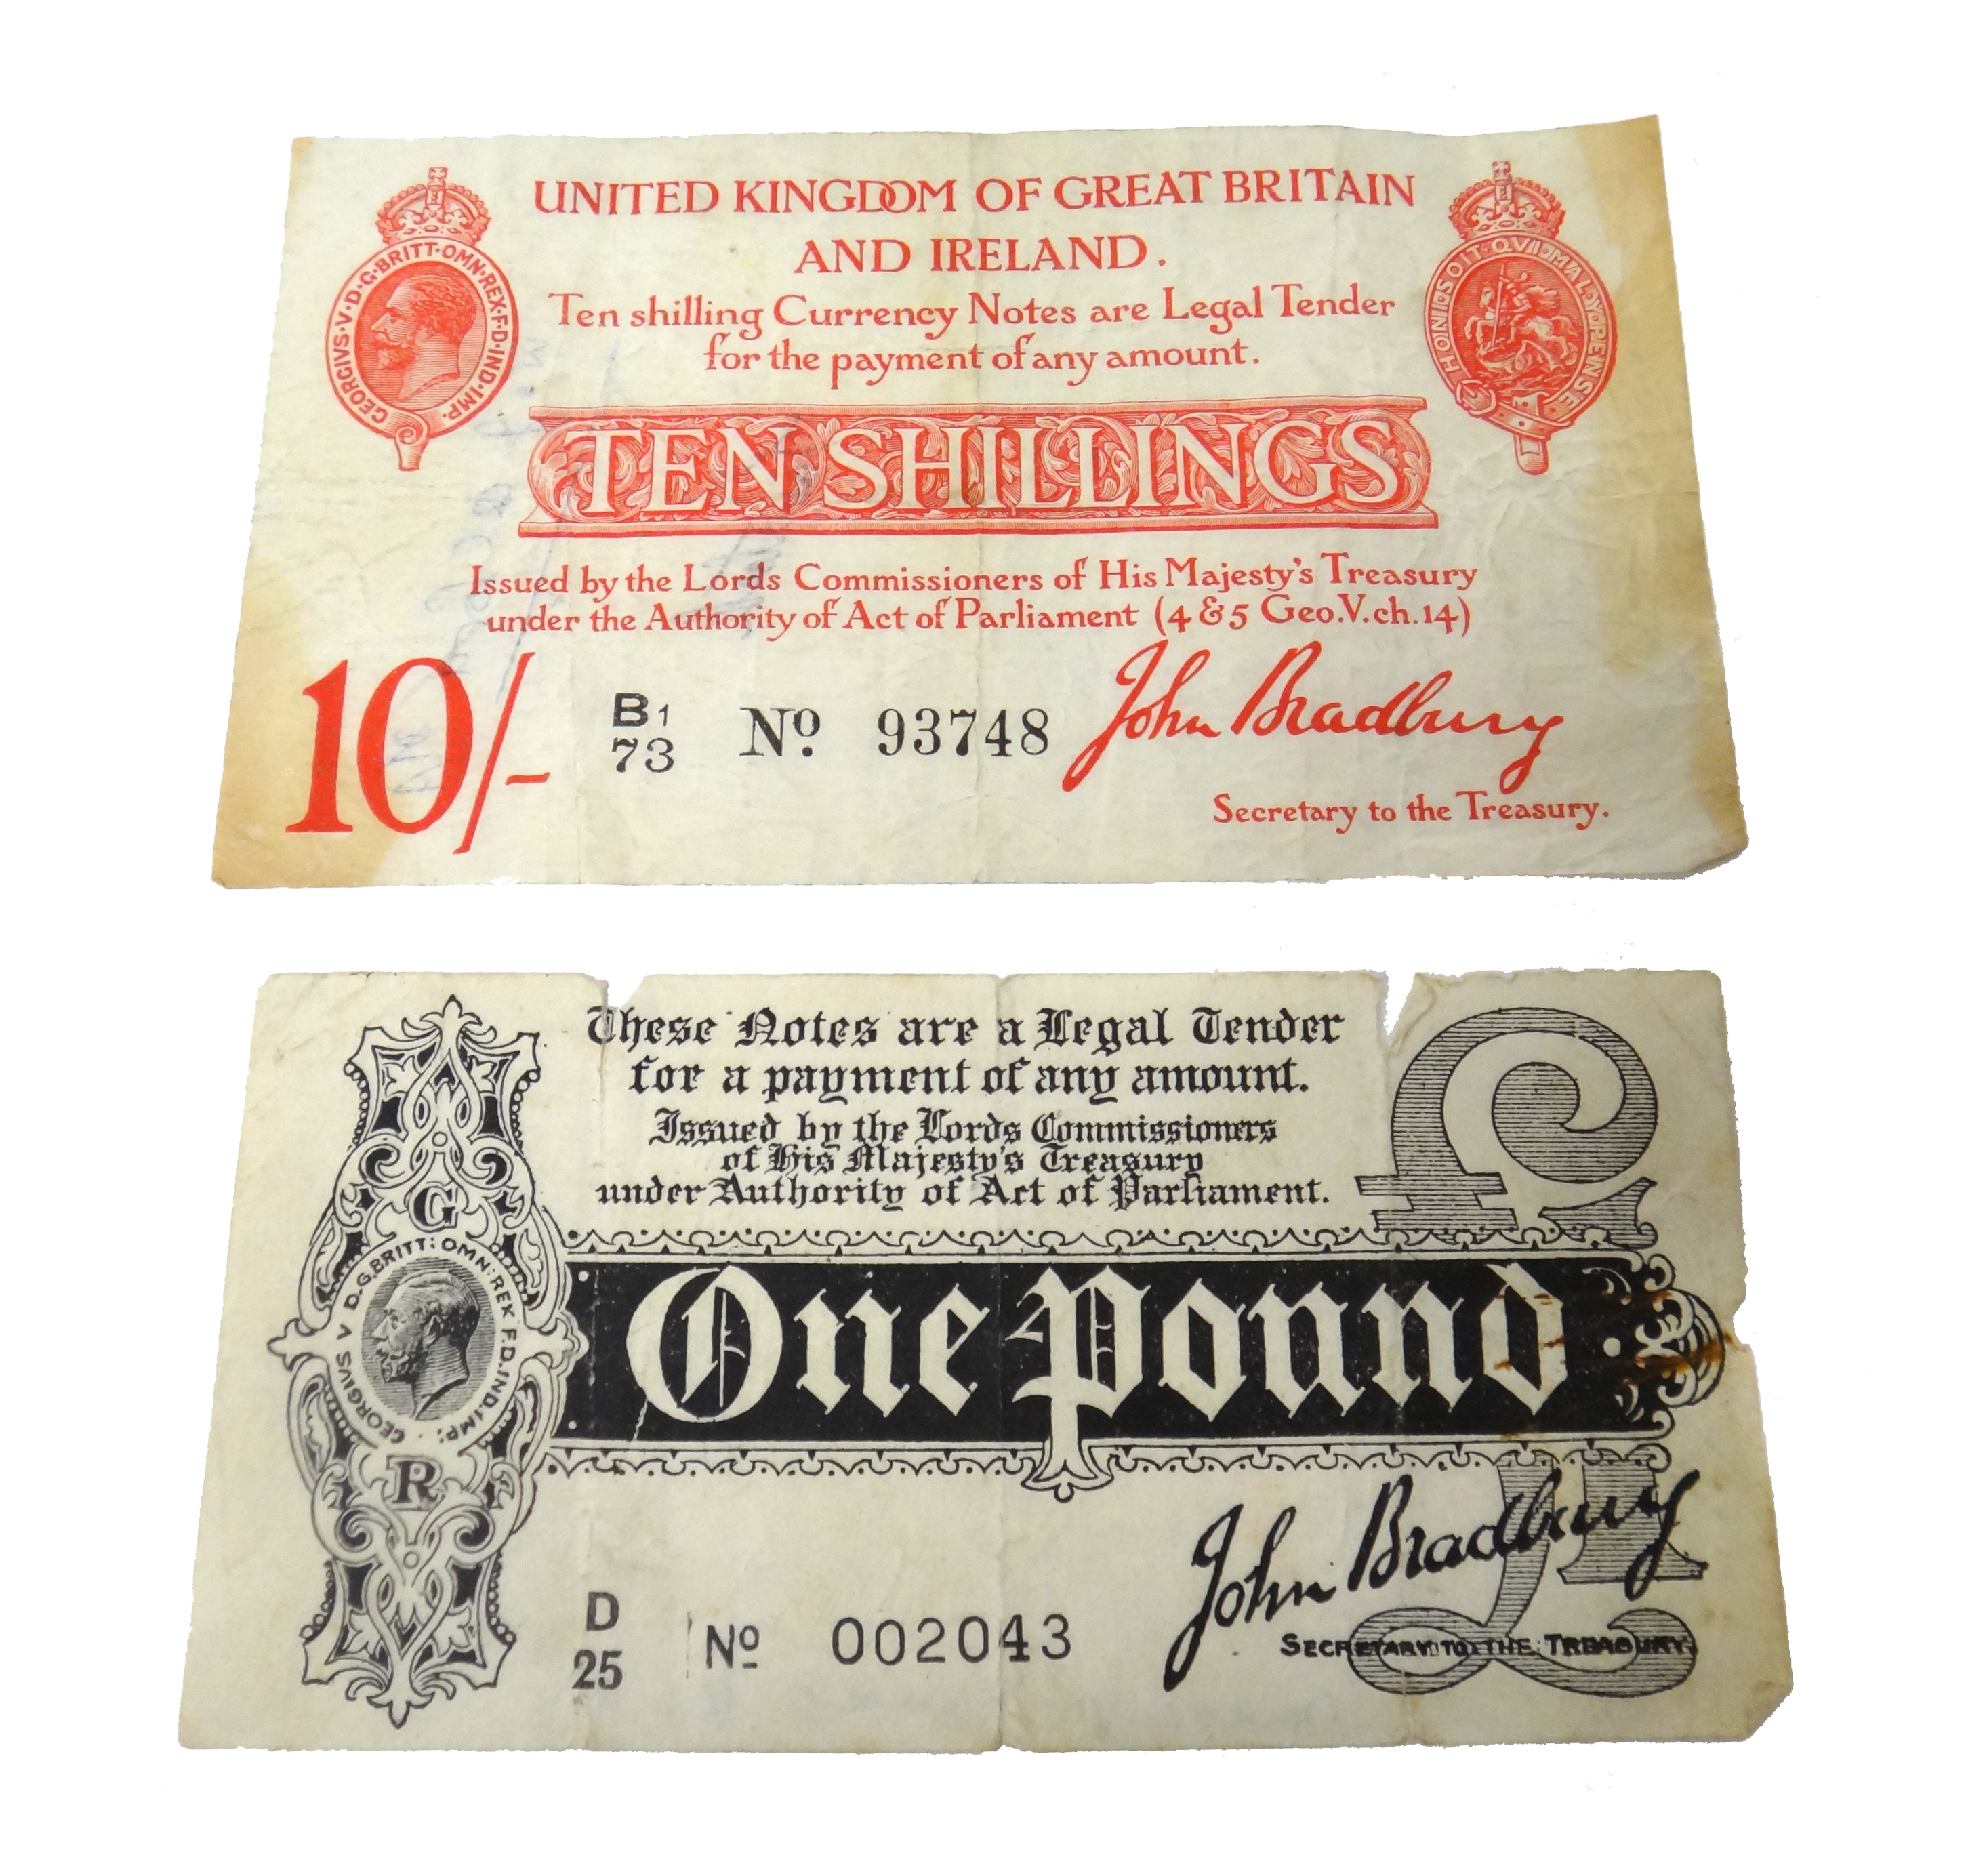 UNITED KINGDOM OF GREAT BRITAIN
AND IRELAND.
GEORGIVS·V·D·G·BRITT·OMN·REX·F·D·IND·IMP.
HONI·SOIT·QVI·MAL·Y·PENSE
Ten shilling Currency Notes are Legal Tender
for the payment of any amount.
TEN SHILLINGS
Issued by the Lords Commissioners of His Majesty's Treasury
under the Authority of Act of Parliament (4 & 5 Geo.V.ch.14)
10/-
B1
73
No. 93748
John Bradbury
Secretary to the Treasury.
These Notes are a Legal Tender
for a payment of any amount.
Issued by the Lords Commissioners
of His Majesty's Treasury
under Authority of Act of Parliament.
£1
G
GEORGIVS V D.G.BRITT: OMN: REX F.D.IND.IMP:
R
One Pound
D
25
No 002043
John Bradbury
SECRETARY TO THE TREASURY.